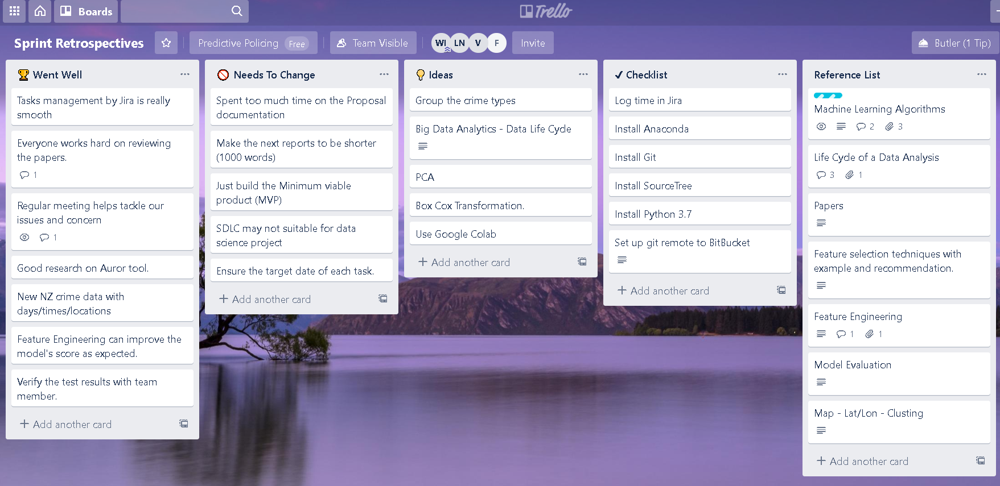 Boards
Trello
Sprint Retrospectives
Predictive Policing Free
Team Visible
WI LN V F
Invite
Butler (1 Tip)
Went Well
Tasks management by Jira is really
smooth
Everyone works hard on reviewing
the papers.
1
Regular meeting helps tackle our
issues and concern
1
Good research on Auror tool.
New NZ crime data with
days/times/locations
Feature Engineering can improve the
model's score as expected.
Verify the test results with team
member.
+ Add another card
Needs To Change
Spent too much time on the Proposal
documentation
Make the next reports to be shorter
(1000 words)
Just build the Minimum viable
product (MVP)
SDLC may not suitable for data
science project
Ensure the target date of each task.
+ Add another card
Ideas
Group the crime types
Big Data Analytics - Data Life Cycle
PCA
Box Cox Transformation.
Use Google Colab
+ Add another card
✔ Checklist
Log time in Jira
Install Anaconda
Install Git
Install SourceTree
Install Python 3.7
Set up git remote to BitBucket
+ Add another card
Reference List
Machine Learning Algorithms
2 3
Life Cycle of a Data Analysis
3 1
Papers
Feature selection techniques with
example and recommendation.
Feature Engineering
1 1
Model Evaluation
Map - Lat/Lon - Clusting
+ Add another card